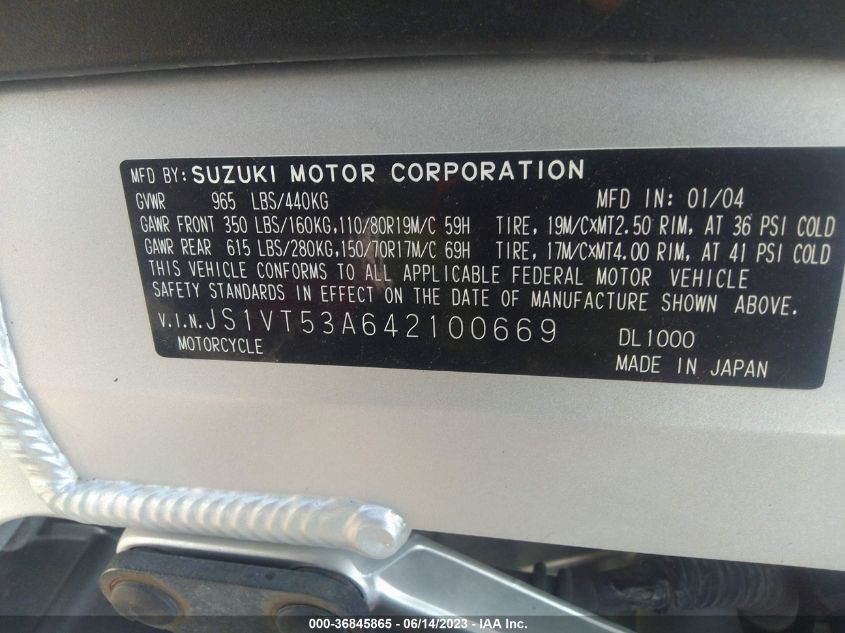 MFD BY: SUZUKI MOTOR CORPORATION
GVWR 965 LBS/440KG MFD IN: 01/04
GAWR FRONT 350 LBS/160KG,110/80R19M/C 59H TIRE, 19M/C×MT2.50 RIM, AT 36 PSI COLD
GAWR REAR 615 LBS/280KG,150/70R17M/C 69H TIRE, 17M/C×MT4.00 RIM, AT 41 PSI COLD
THIS VEHICLE CONFORMS TO ALL APPLICABLE FEDERAL MOTOR VEHICLE
SAFETY STANDARDS IN EFFECT ON THE DATE OF MANUFACTURE SHOWN ABOVE.
V.I.N.JS1VT53A642100669 DL1000
MOTORCYCLE MADE IN JAPAN
000-36845865 - 06/14/2023 - IAAI.com